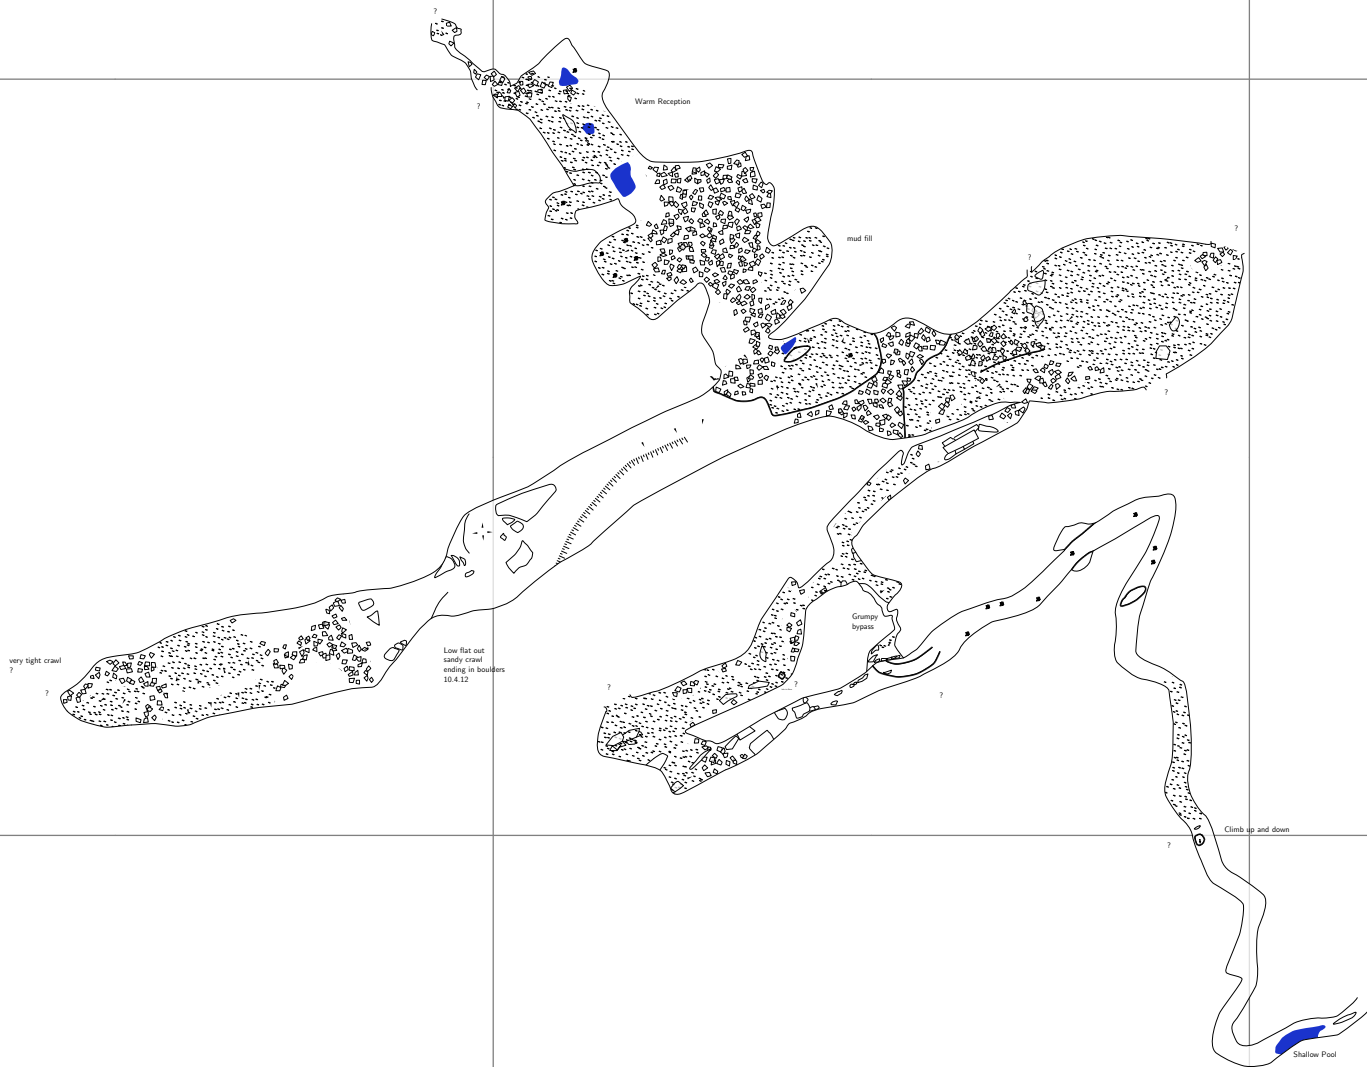 ?
Warm Reception
?
?
mud fill
?
?
Grumpy
bypass
Low flat out
sandy crawl
ending in boulders
10.4.12
very tight crawl
?
?
?
?
?
Climb up and down
?
Shallow Pool